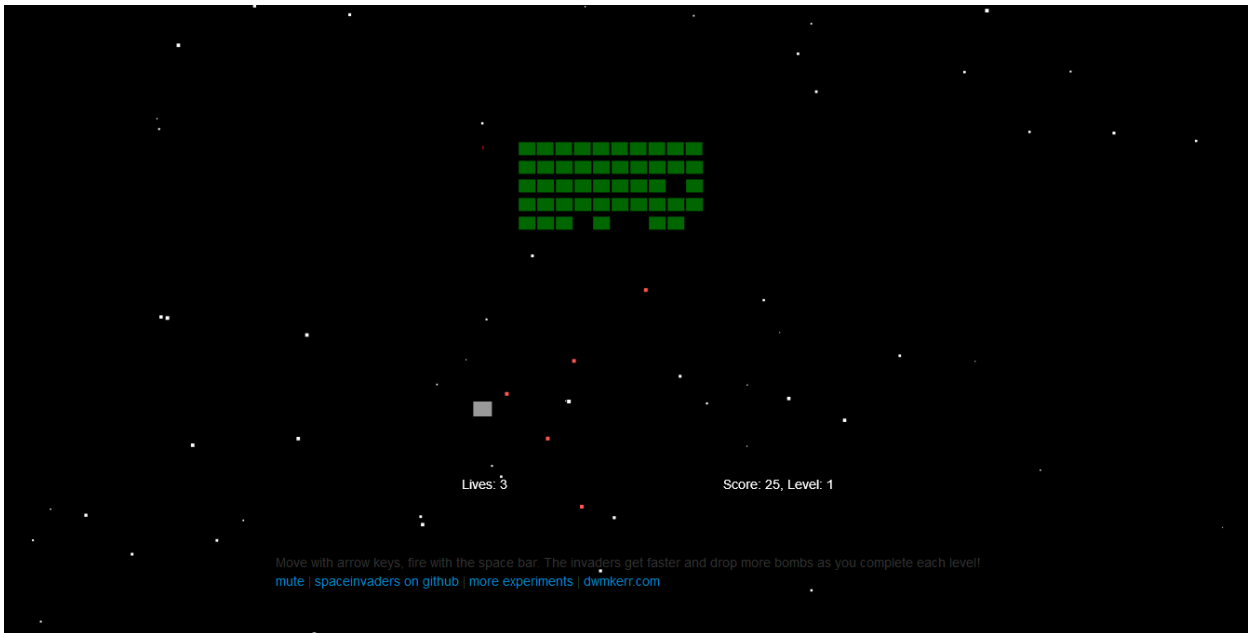 Lives: 3
Score: 25, Level: 1
Move with arrow keys, fire with the space bar. The invaders get faster and drop more bombs as you complete each level!
mute | spaceinvaders on github | more experiments | dwmkerr.com